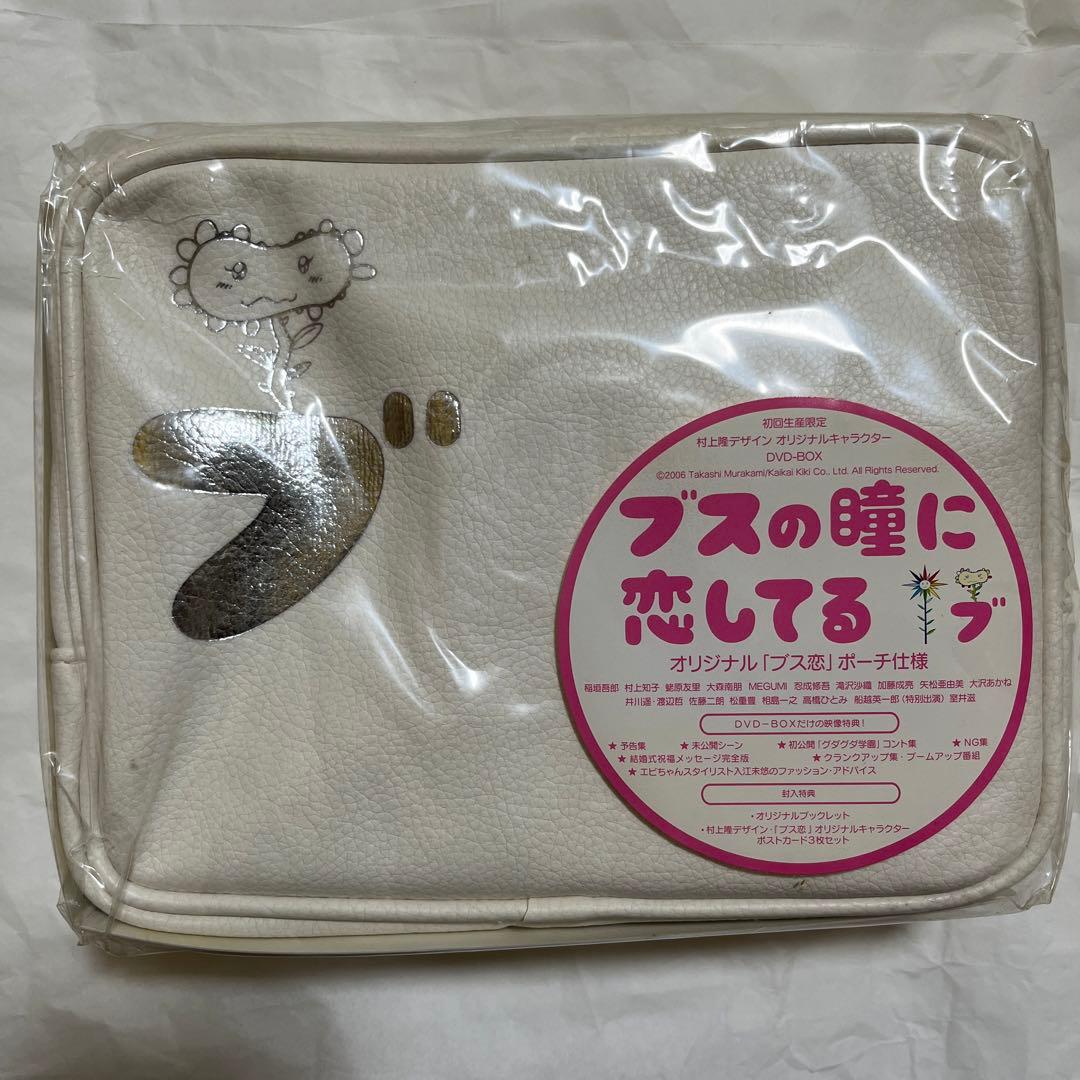 ブ
初回生産限定
村上隆デザイン オリジナルキャラクター
DVD-BOX
©2006 Takashi Murakami/Kaikai Kiki Co., Ltd. All Rights Reserved.
ブスの瞳に
恋してる
ブ
オリジナル「ブス恋」ポーチ仕様
稲垣吾郎 村上知子 蛯原友里 大森南朋 MEGUMI 忍成修吾 滝沢沙織 加藤成亮 矢松亜由美 大沢あかね
井川遥・渡辺哲 佐藤二朗 松重豊 相島一之 高橋ひとみ 船越英一郎(特別出演) 室井滋
DVD-BOXだけの映像特典!
★予告集 ★未公開シーン ★初公開「グダグダ学園」コント集 ★NG集
★結婚式祝福メッセージ完全版 ★クランクアップ集・ブームアップ番組
★エビちゃんスタイリスト入江未悠のファッション・アドバイス
封入特典
・オリジナルブックレット
・村上隆デザイン・「ブス恋」オリジナルキャラクター
ポストカード3枚セット